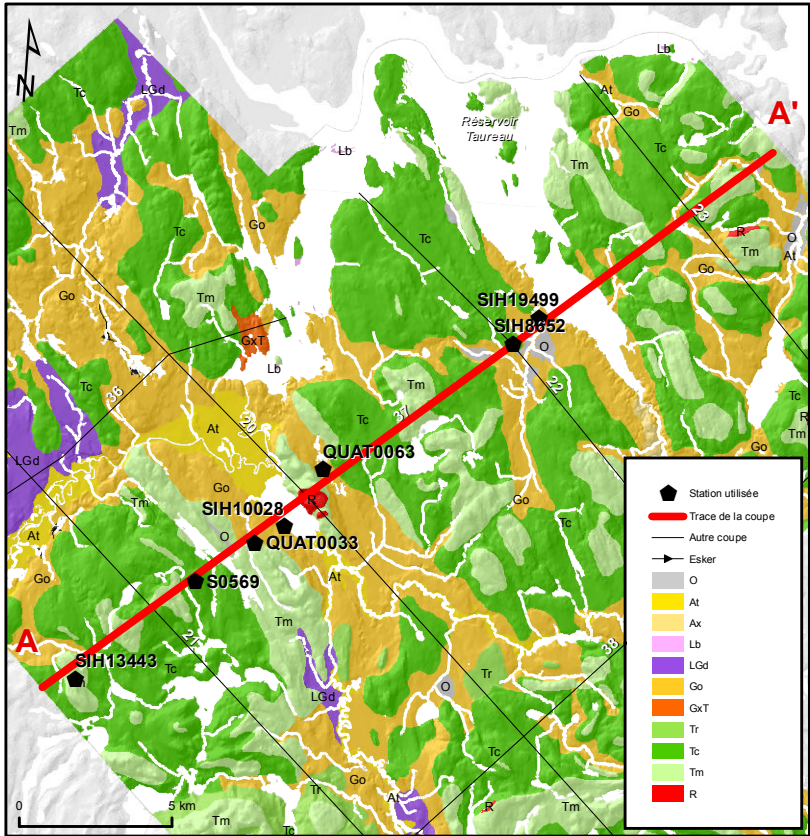 N
Lb
Tc
LGd
O
Tm
At
Go
A'
Réservoir
Taureau
Lb
Tm
Tc
Tc
Go
Tc
23
R
Tm
O
At
Go
Go
Tm
SIH19499
SIH8652
GxT
O
Lb
Tm
22
Tc
36
Tc
37
Tc
R
Tm
At
20
LGd
QUAT0063
Go
Go
Tm
R
Go
SIH10028
O
Tc
QUAT0033
At
At
Go
S0569
Tm
A
21
38
SIH13443
Tc
Tr
LGd
O
Tc
Go
Tr
At
R
Tm
Tc
0
5 km
Station utilisée
Trace de la coupe
Autre coupe
Esker
O
At
Ax
Lb
LGd
Go
GxT
Tr
Tc
Tm
R